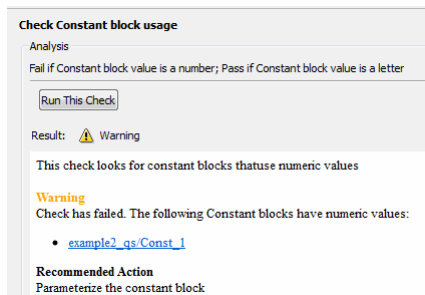 Check Constant block usage
Analysis
Fail if Constant block value is a number; Pass if Constant block value is a letter
Run This Check
Result: Warning
This check looks for constant blocks thatuse numeric values
Warning
Check has failed. The following Constant blocks have numeric values:
• example2_qs/Const_1
Recommended Action
Parameterize the constant block